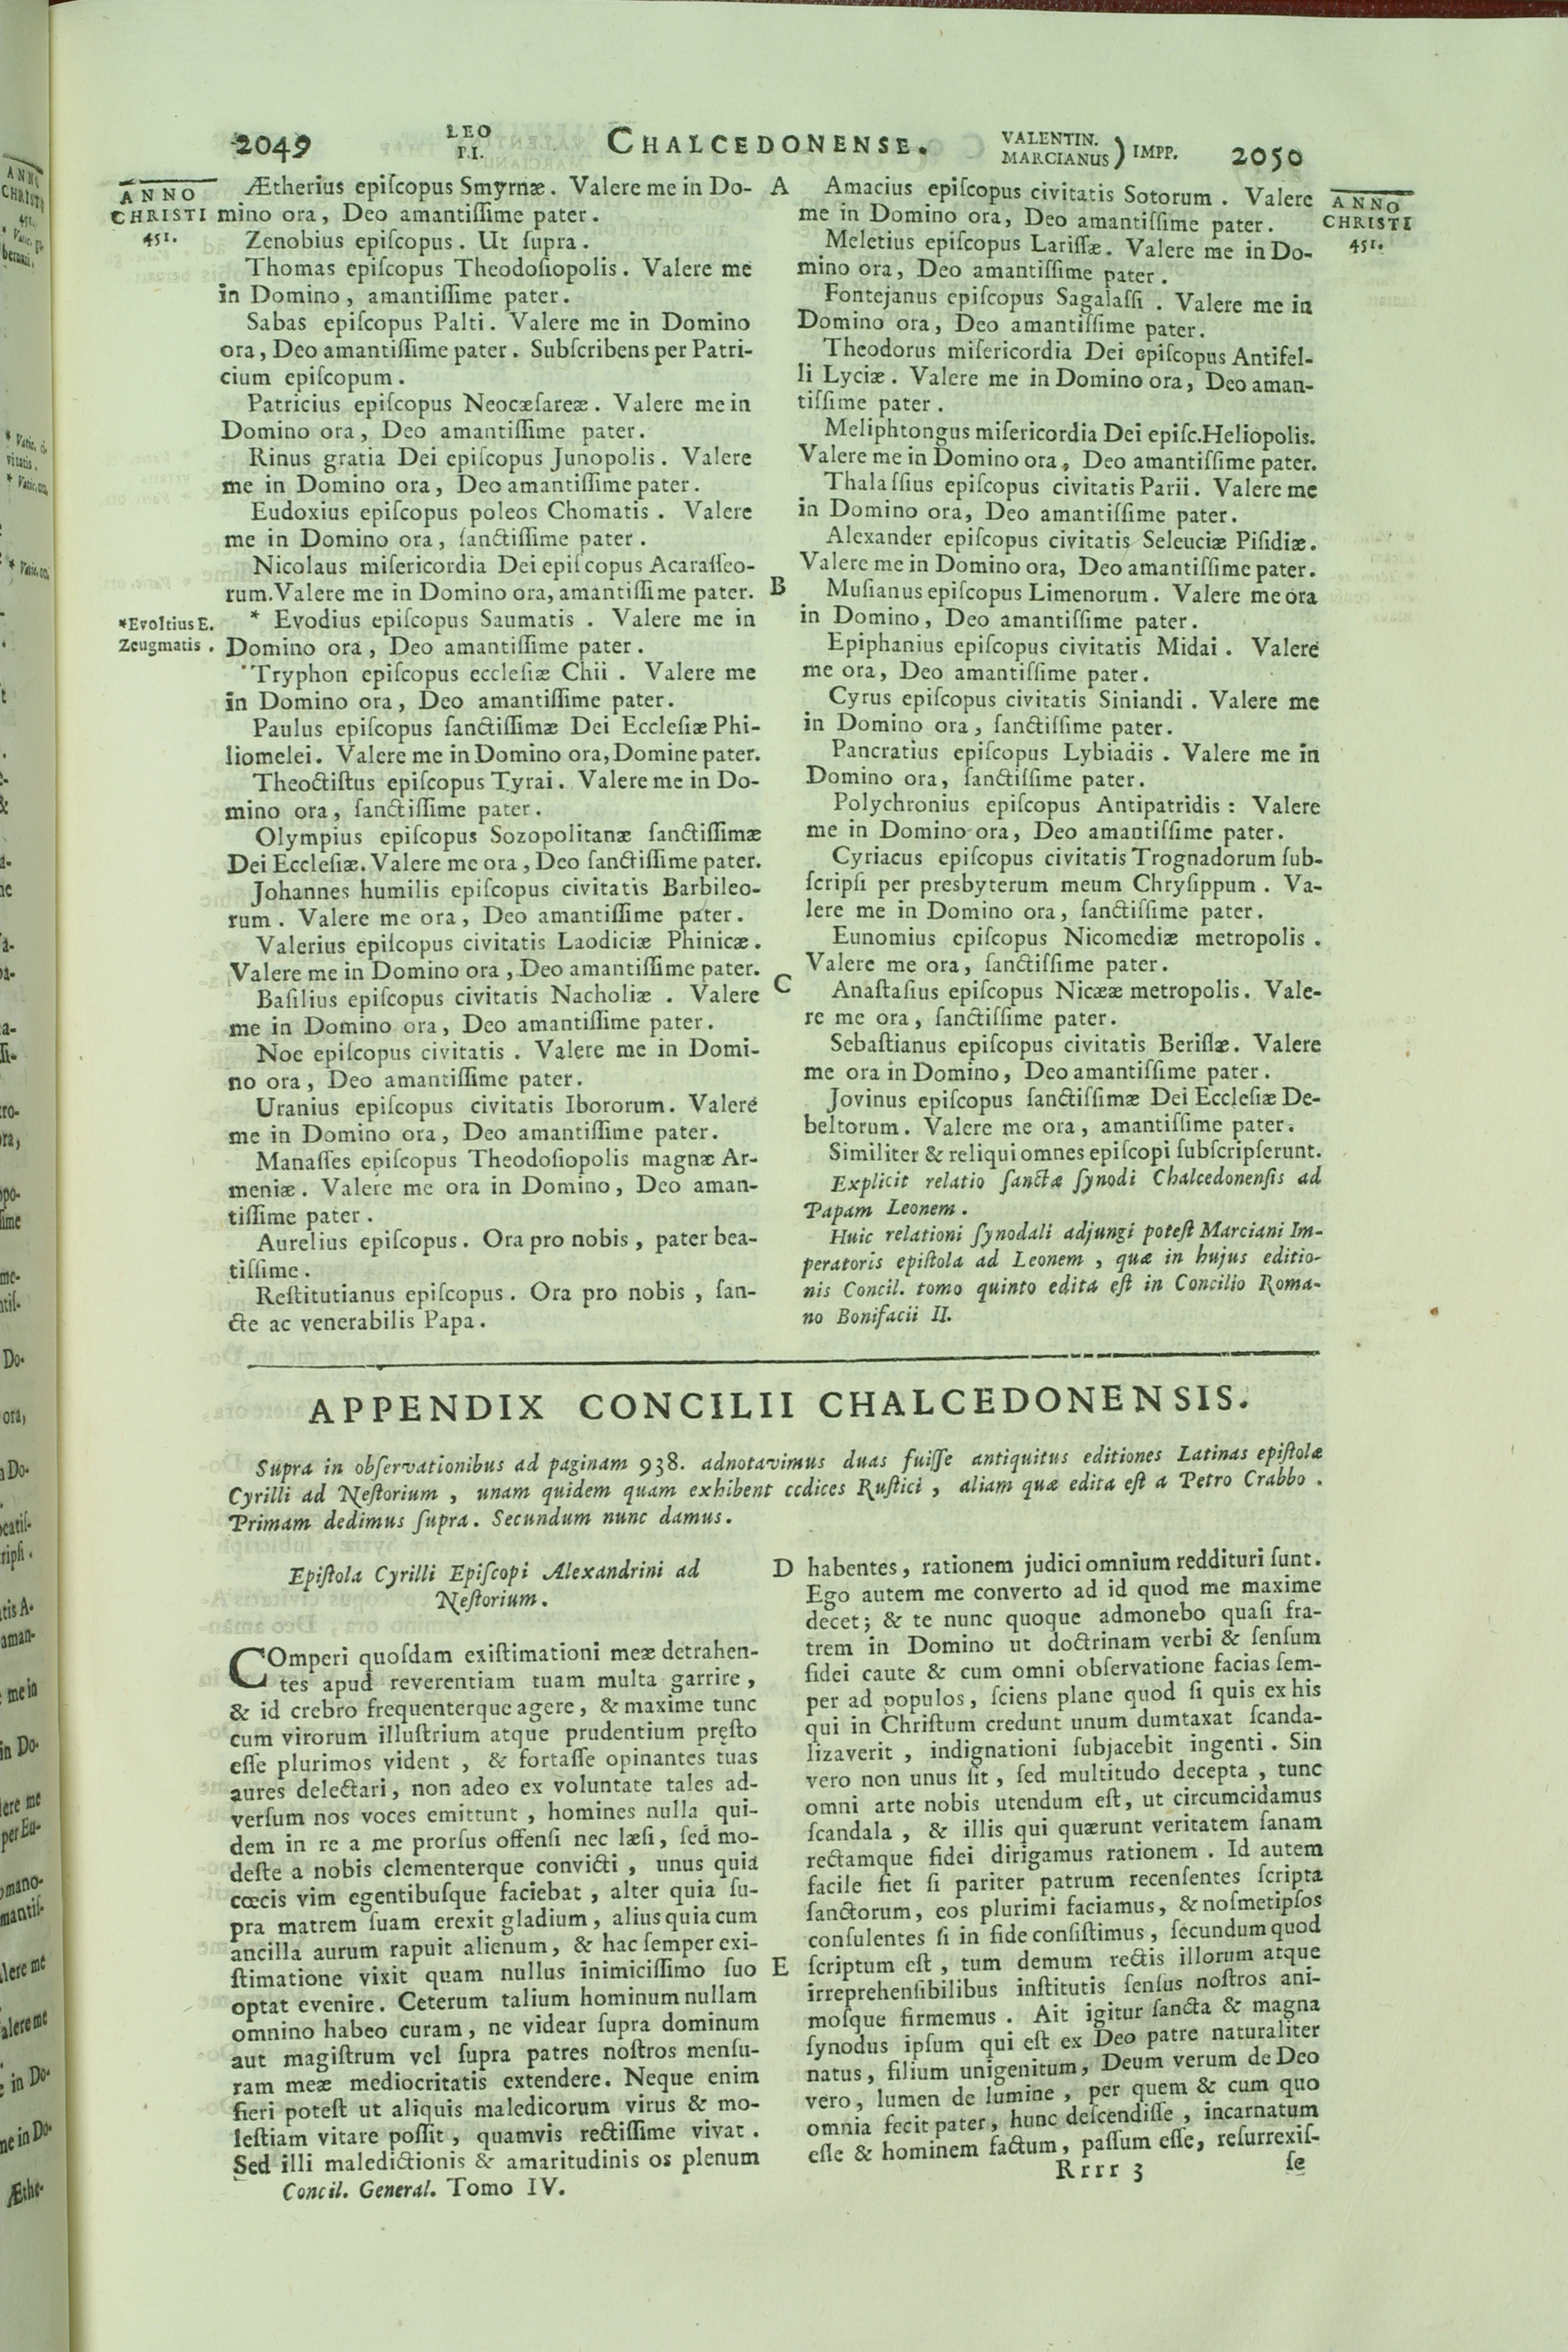 2049
LEO
P.I.
CHALCEDONENSE.
VALENTIN.
MARCIANUS ) IMPP.
2050
ANNO
CHRISTI
451.
Ætherius epiſcopus Smyrnæ. Valere me in Do-
mino ora, Deo amantiſſime pater.
Zenobius epiſcopus. Ut ſupra.
Thomas epiſcopus Theodoſiopolis. Valere me
in Domino, amantiſſime pater.
Sabas epiſcopus Palti. Valere me in Domino
ora, Deo amantiſſime pater. Subſcribens per Patri-
cium epiſcopum.
Patricius epiſcopus Neocæſareæ. Valere me in
Domino ora, Deo amantiſſime pater.
Rinus gratia Dei epiſcopus Junopolis. Valere
me in Domino ora, Deo amantiſſime pater.
Eudoxius epiſcopus poleos Chomatis. Valere
me in Domino ora, ſanctiſſime pater.
Nicolaus miſericordia Dei epiſcopus Acaraſſeo-
rum. Valere me in Domino ora, amantiſſime pater.
*Evoltius E.
Zeugmatis.
* Evodius epiſcopus Saumatis. Valere me in
Domino ora, Deo amantiſſime pater.
Tryphon epiſcopus eccleſiæ Chii. Valere me
in Domino ora, Deo amantiſſime pater.
Paulus epiſcopus ſanctiſſimæ Dei Eccleſiæ Phi-
liomelei. Valere me in Domino ora, Domine pater.
Theoctiſtus epiſcopus Tyrai. Valere me in Do-
mino ora, ſanctiſſime pater.
Olympius epiſcopus Sozopolitanæ ſanctiſſimæ
Dei Eccleſiæ. Valere me ora, Deo ſanctiſſime pater.
Johannes humilis epiſcopus civitatis Barbileo-
rum. Valere me ora, Deo amantiſſime pater.
Valerius epiſcopus civitatis Laodiciæ Phinicæ.
Valere me in Domino ora, Deo amantiſſime pater.
Baſilius epiſcopus civitatis Nacholiæ. Valere
me in Domino ora, Deo amantiſſime pater.
Noe epiſcopus civitatis. Valere me in Domi-
no ora, Deo amantiſſime pater.
Uranius epiſcopus civitatis Ibororum. Valere
me in Domino ora, Deo amantiſſime pater.
Manaſſes epiſcopus Theodoſiopolis magnæ Ar-
meniæ. Valere me ora in Domino, Deo aman-
tiſſime pater.
Aurelius epiſcopus. Ora pro nobis, pater bea-
tiſſime.
Reſtitutianus epiſcopus. Ora pro nobis, ſan-
cte ac venerabilis Papa.
A
B
C
Amacius epiſcopus civitatis Sotorum. Valere
me in Domino ora, Deo amantiſſime pater.
Meletius epiſcopus Lariſſæ. Valere me in Do-
mino ora, Deo amantiſſime pater.
Fontejanus epiſcopus Sagalaſſi. Valere me in
Domino ora, Deo amantiſſime pater.
Theodorus miſericordia Dei epiſcopus Antifel-
li Lyciæ. Valere me in Domino ora, Deo aman-
tiſſime pater.
Meliphtongus miſericordia Dei epiſc. Heliopolis.
Valere me in Domino ora, Deo amantiſſime pater.
Thalaſſius epiſcopus civitatis Parii. Valere me
in Domino ora, Deo amantiſſime pater.
Alexander epiſcopus civitatis Seleuciæ Piſidiæ.
Valere me in Domino ora, Deo amantiſſime pater.
Muſianus epiſcopus Limenorum. Valere me ora
in Domino, Deo amantiſſime pater.
Epiphanius epiſcopus civitatis Midai. Valere
me ora, Deo amantiſſime pater.
Cyrus epiſcopus civitatis Siniandi. Valere me
in Domino ora, ſanctiſſime pater.
Pancratius epiſcopus Lybiadis. Valere me in
Domino ora, ſanctiſſime pater.
Polychronius epiſcopus Antipatridis: Valere
me in Domino ora, Deo amantiſſime pater.
Cyriacus epiſcopus civitatis Trognadorum ſub-
ſcripſi per presbyterum meum Chryſippum. Va-
lere me in Domino ora, ſanctiſſime pater.
Eunomius epiſcopus Nicomediæ metropolis.
Valere me ora, ſanctiſſime pater.
Anaſtaſius epiſcopus Nicææ metropolis. Vale-
re me ora, ſanctiſſime pater.
Sebaſtianus epiſcopus civitatis Beriſlæ. Valere
me ora in Domino, Deo amantiſſime pater.
Jovinus epiſcopus ſanctiſſimæ Dei Eccleſiæ De-
beltorum. Valere me ora, amantiſſime pater.
Similiter & reliqui omnes epiſcopi ſubſcripſerunt.
Explicit relatio ſanctæ ſynodi Chalcedonenſis ad
Papam Leonem.
Huic relationi ſynodali adjungi poteſt Marciani Im-
peratoris epiſtola ad Leonem, quæ in hujus editio-
nis Concil. tomo quinto edita eſt in Concilio Roma-
no Bonifacii II.
ANNO
CHRISTI
451.
APPENDIX CONCILII CHALCEDONENSIS.
Supra in obſervationibus ad paginam 938. adnotavimus duas fuiſſe antiquitus editiones Latinas epiſtolæ
Cyrilli ad Neſtorium, unam quidem quam exhibent codices Ruſtici, aliam quæ edita eſt a Petro Crabbo.
Primam dedimus ſupra. Secundum nunc damus.
Epiſtola Cyrilli Epiſcopi Alexandrini ad
Neſtorium.
COmperi quoſdam exiſtimationi meæ detrahen-
tes apud reverentiam tuam multa garrire,
& id crebro frequenterque agere, & maxime tunc
cum virorum illuſtrium atque prudentium pręſto
eſſe plurimos vident, & fortaſſe opinantes tuas
aures delectari, non adeo ex voluntate tales ad-
verſum nos voces emittunt, homines nulla qui-
dem in re a me prorſus offenſi nec læſi, ſed mo-
deſte a nobis clementerque convicti, unus quia
cœcis vim egentibuſque faciebat, alter quia ſu-
pra matrem ſuam erexit gladium, alius quia cum
ancilla aurum rapuit alienum, & hac ſemper exi-
ſtimatione vixit quam nullus inimiciſſimo ſuo
optat evenire. Ceterum talium hominum nullam
omnino habeo curam, ne videar ſupra dominum
aut magiſtrum vel ſupra patres noſtros menſu-
ram meæ mediocritatis extendere. Neque enim
fieri poteſt ut aliquis maledicorum virus & mo-
leſtiam vitare poſſit, quamvis rectiſſime vivat.
Sed illi maledictionis & amaritudinis os plenum
Concil. General. Tomo IV.
D
E
habentes, rationem judici omnium reddituri ſunt.
Ego autem me converto ad id quod me maxime
decet; & te nunc quoque admonebo quaſi fra-
trem in Domino ut doctrinam verbi & ſenſum
fidei caute & cum omni obſervatione facias ſem-
per ad populos, ſciens plane quod ſi quis ex his
qui in Chriſtum credunt unum dumtaxat ſcanda-
lizaverit, indignationi ſubjacebit ingenti. Sin
vero non unus ſit, ſed multitudo decepta, tunc
omni arte nobis utendum eſt, ut circumcidamus
ſcandala, & illis qui quærunt veritatem ſanam
rectamque fidei dirigamus rationem. Id autem
facile fiet ſi pariter patrum recenſentes ſcripta
ſanctorum, eos plurimi faciamus, & noſmetipſos
conſulentes ſi in fide conſiſtimus, ſecundum quod
ſcriptum eſt, tum demum rectis illorum atque
irreprehenſibilibus inſtitutis ſenſus noſtros ani-
moſque firmemus. Ait igitur ſancta & magna
ſynodus ipſum qui eſt ex Deo patre naturaliter
natus, filium unigenitum, Deum verum de Deo
vero, lumen de lumine, per quem & cum quo
omnia fecit pater, hunc deſcendiſſe, incarnatum
eſſe & hominem factum, paſſum eſſe, reſurrexiſ-
Rrrr 3
ſe